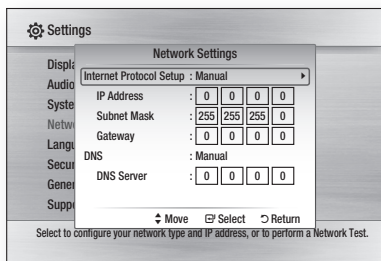 Settings
Network Settings
Internet Protocol Setup : Manual
IP Address : 0 0 0 0
Subnet Mask : 255 255 255 0
Gateway : 0 0 0 0
DNS : Manual
DNS Server : 0 0 0 0
Move Select Return
Displa
Audio
Syste
Netw
Langu
Secur
Gener
Suppo
Select to configure your network type and IP address, or to perform a Network Test.